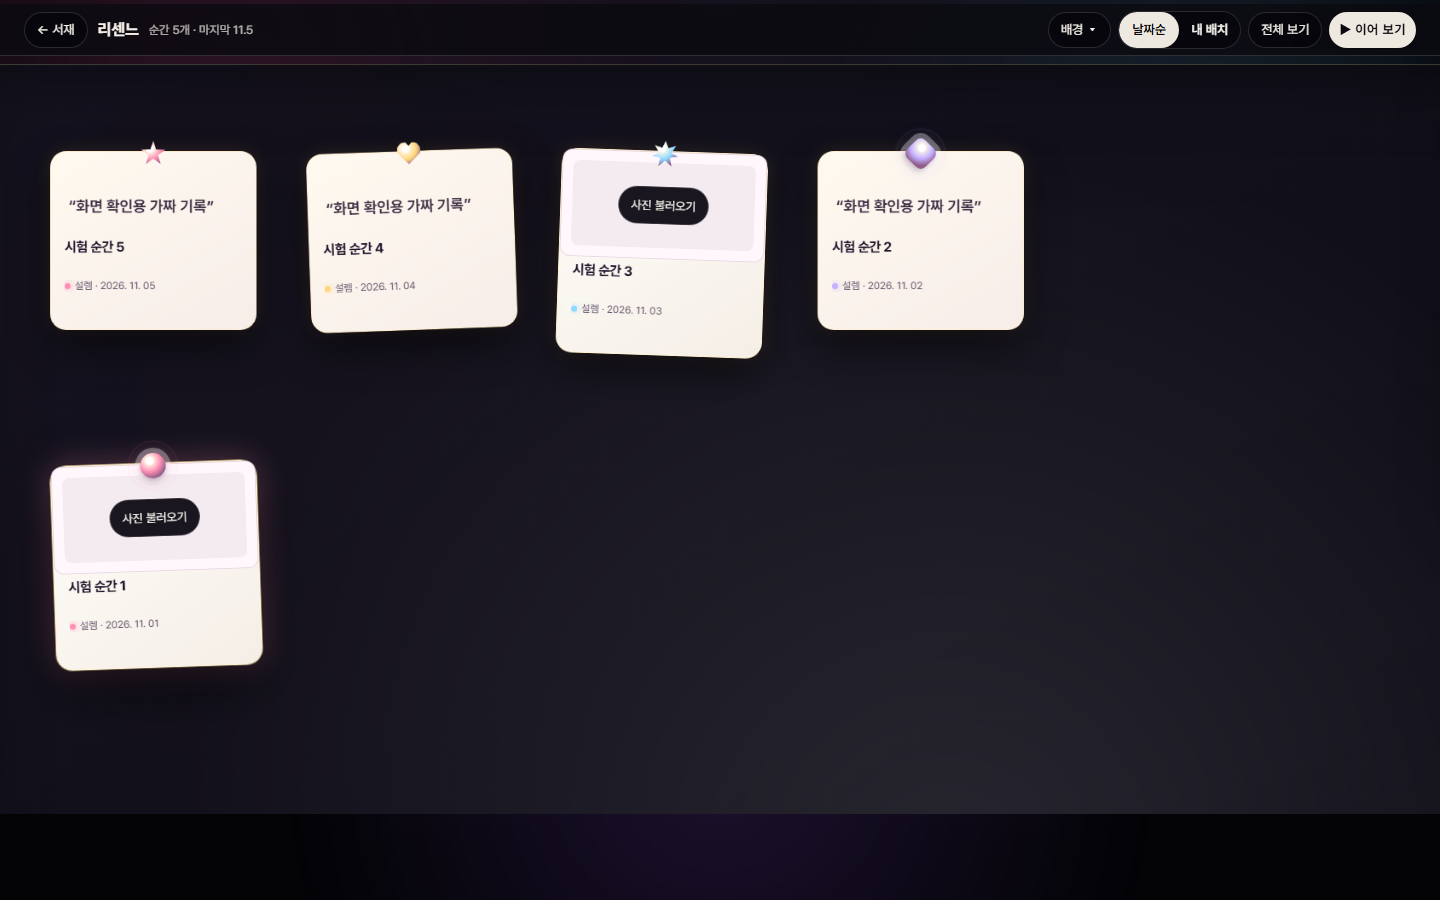 ← 서재 리센느 순간 5개 · 마지막 11.5 배경 날짜순 내 배치 전체 보기 ▶ 이어 보기
“화면 확인용 가짜 기록”
시험 순간 5
설렘 · 2026. 11. 05
“화면 확인용 가짜 기록”
시험 순간 4
설렘 · 2026. 11. 04
사진 불러오기
시험 순간 3
설렘 · 2026. 11. 03
“화면 확인용 가짜 기록”
시험 순간 2
설렘 · 2026. 11. 02
사진 불러오기
시험 순간 1
설렘 · 2026. 11. 01